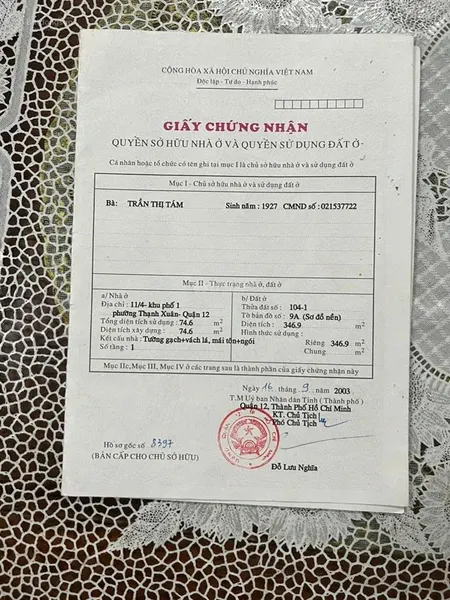 CỘNG HÒA XÃ HỘI CHỦ NGHĨA VIỆT NAM
Độc lập - Tự do - Hạnh phúc
GIẤY CHỨNG NHẬN
QUYỀN SỞ HỮU NHÀ Ở VÀ QUYỀN SỬ DỤNG ĐẤT Ở
Cá nhân hoặc tổ chức có tên ghi tại mục I là chủ sở hữu nhà ở và sử dụng đất ở
Mục I - Chủ sở hữu nhà ở và sử dụng đất ở
Bà: TRẦN THỊ TÁM Sinh năm : 1927 CMND số : 021537722
Mục II - Thực trạng nhà ở, đất ở
a/ Nhà ở
Địa chỉ : 11/4- khu phố 1
phường Thạnh Xuân- Quận 12
Tổng diện tích sử dụng : 74.6 m2
Diện tích xây dựng : 74.6 m2
Kết cấu nhà : Tường gạch+vách lá, mái tôn+ngói
Số tầng : 1
b/ Đất ở
Thửa đất số : 104-1
Tờ bản đồ số : 9A (Sơ đồ nền)
Diện tích : 346.9 m2
Hình thức sử dụng :
Riêng 346.9 m2
Chung m2
Mục IIc, Mục III, Mục IV ở các trang sau là thành phần của giấy chứng nhận này
Ngày 16 tháng 9 năm 2003
T.M Uỷ ban Nhân dân Tỉnh ( Thành phố )
Quận 12, Thành Phố Hồ Chí Minh
KT. Chủ Tịch
Phó Chủ Tịch
Hồ sơ gốc số 8397
(BẢN CẤP CHO CHỦ SỞ HỮU)
Đỗ Lưu Nghĩa